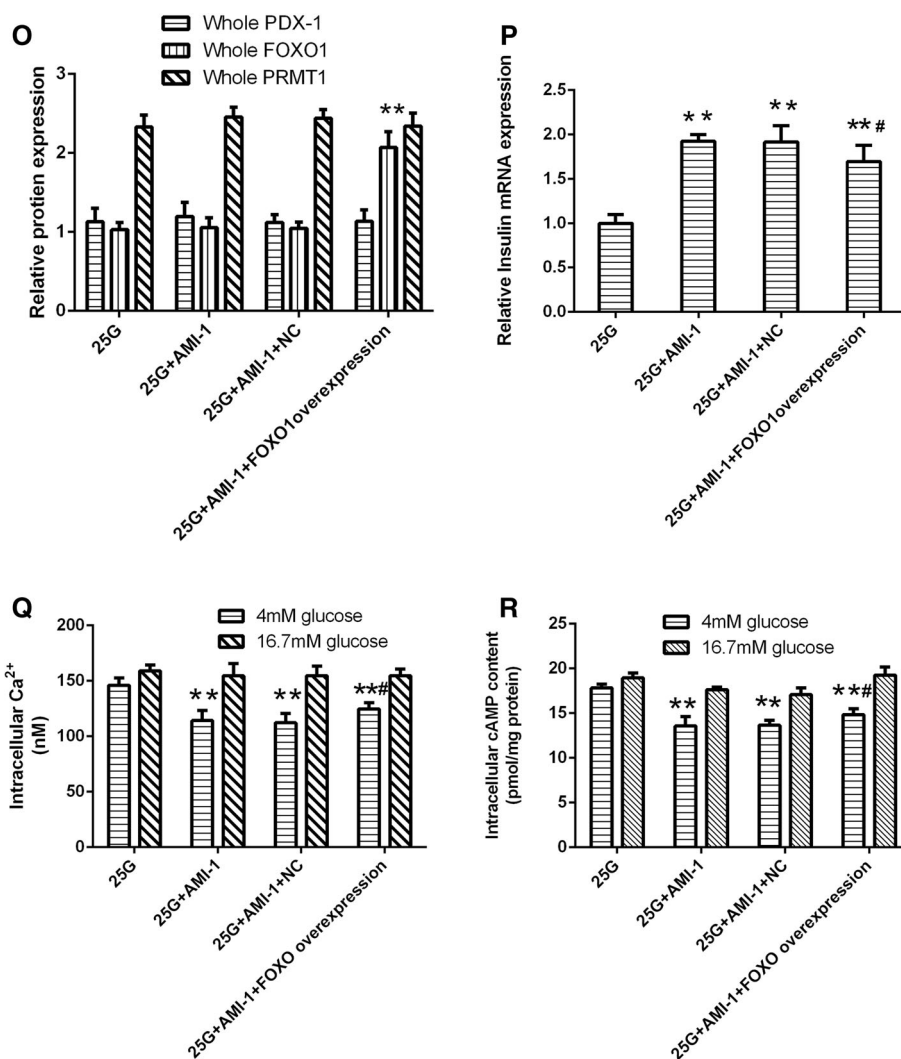 O
Whole PDX-1
Whole FOXO1
Whole PRMT1
Relative protien expression
3
2
1
0
**
25G
25G+AMI-1
25G+AMI-1+NC
25G+AMI-1+FOXO1overexpression
P
Relative Insulin mRNA expression
2.5
2.0
1.5
1.0
0.5
0.0
**
**
**#
25G
25G+AMI-1
25G+AMI-1+NC
25G+AMI-1+FOXO1overexpression
Q
4mM glucose
16.7mM glucose
Intracellular Ca2+
(nM)
200
150
100
50
0
**
**
**#
25G
25G+AMI-1
25G+AMI-1+NC
25G+AMI-1+FOXO overexpression
R
4mM glucose
16.7mM glucose
Intracellular cAMP content
(pmol/mg protein)
25
20
15
10
5
0
**
**
**#
25G
25G+AMI-1
25G+AMI-1+NC
25G+AMI-1+FOXO overexpression